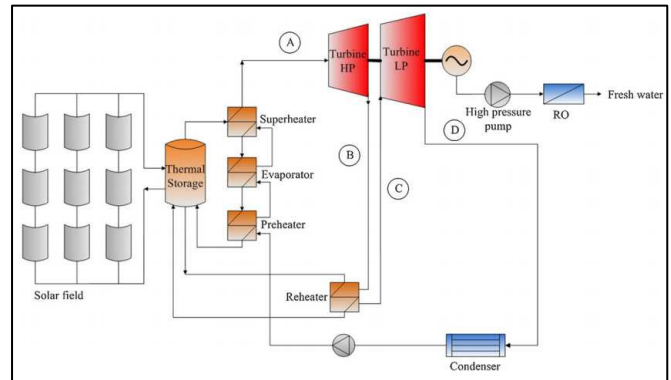 A
Turbine
HP
Turbine
LP
High pressure
pump
RO
Fresh water
Superheater
Thermal
Storage
B
D
Evaporator
C
Preheater
Solar field
Reheater
Condenser